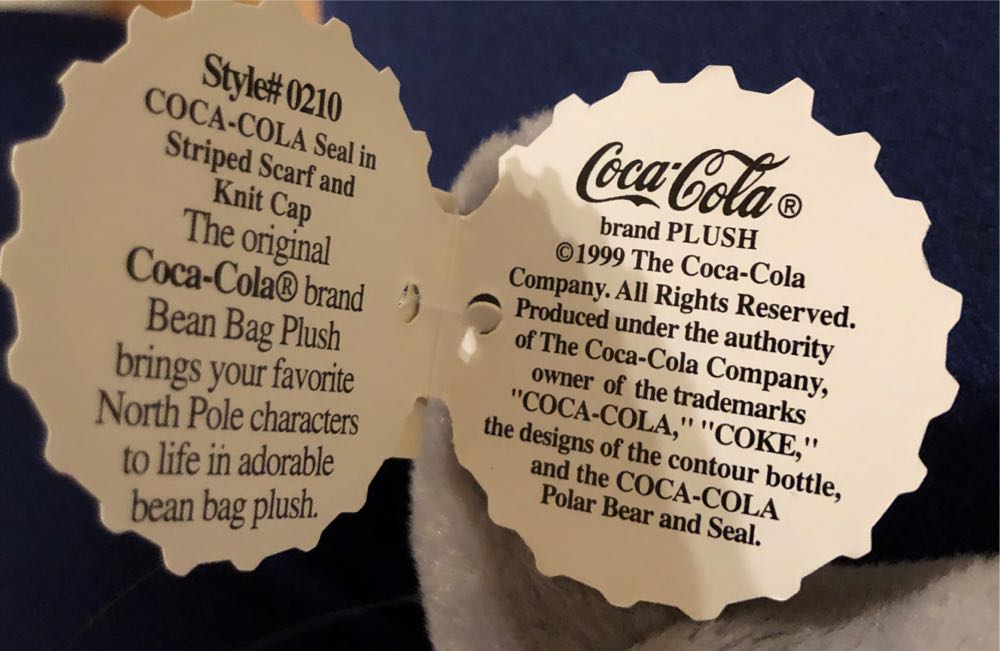 Style# 0210
COCA-COLA Seal in
Striped Scarf and
Knit Cap
The original
Coca-Cola® brand
Bean Bag Plush
brings your favorite
North Pole characters
to life in adorable
bean bag plush.
Coca-Cola®
brand PLUSH
©1999 The Coca-Cola
Company. All Rights Reserved.
Produced under the authority
of The Coca-Cola Company,
owner of the trademarks
"COCA-COLA," "COKE,"
the designs of the contour bottle,
and the COCA-COLA
Polar Bear and Seal.